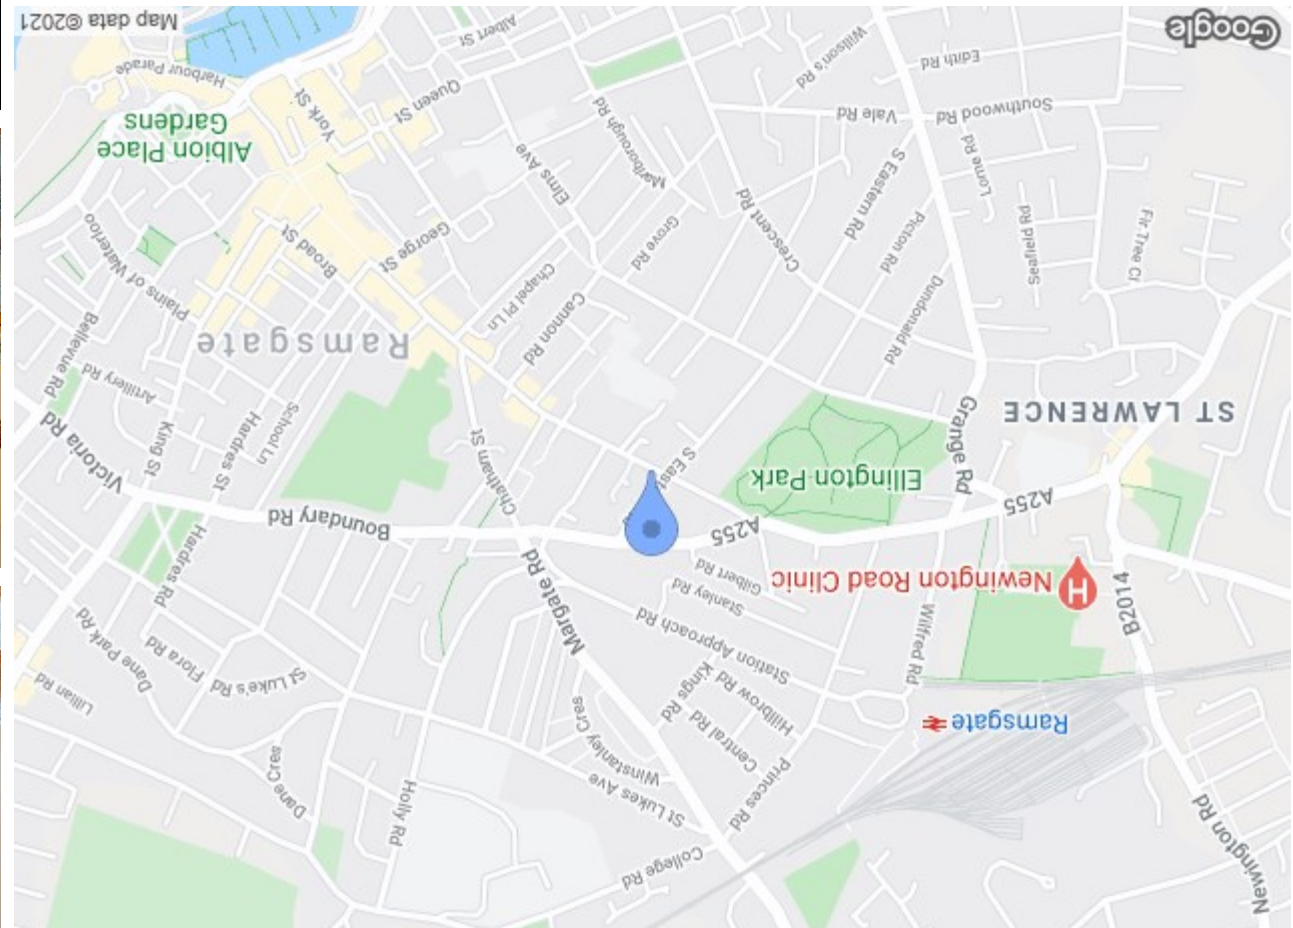 Newington Rd
College Rd
Holly Rd
St Lukes Ave
Princes Rd
Dane Cres
Winstanley Cres
Central Rd
Ramsgate
Hillbrow Rd
Kings Rd
Lillian Rd
St Luke's Rd
Station Approach Rd
Flora Rd
Dane Park Rd
Wilfred Rd
B2014
Margate Rd
Stanley Rd
Newington Road Clinic
H
Gilbert Rd
Hardres Rd
A255
A255
Boundary Rd
Ellington Park
S East
Chatham St
Victoria Rd
Grange Rd
King St
Hardres St
School Ln
ST LAWRENCE
Artillery Rd
Bellevue Rd
Ramsgate
Cannon Rd
Dundonald Rd
Chapel Pl Ln
Plains of Waterloo
Broad St
George St
Grove Rd
Crescent Rd
Picton Rd
Sealield Rd
Fir Tree Cl
S Eastern Rd
Lorne Rd
Elms Ave
Marlborough Rd
Albion Place
Gardens
York St
Queen St
Vale Rd
Southwood Rd
Harbour Parade
Edith Rd
Willson's Rd
Albert St
Google
Map data ©2021